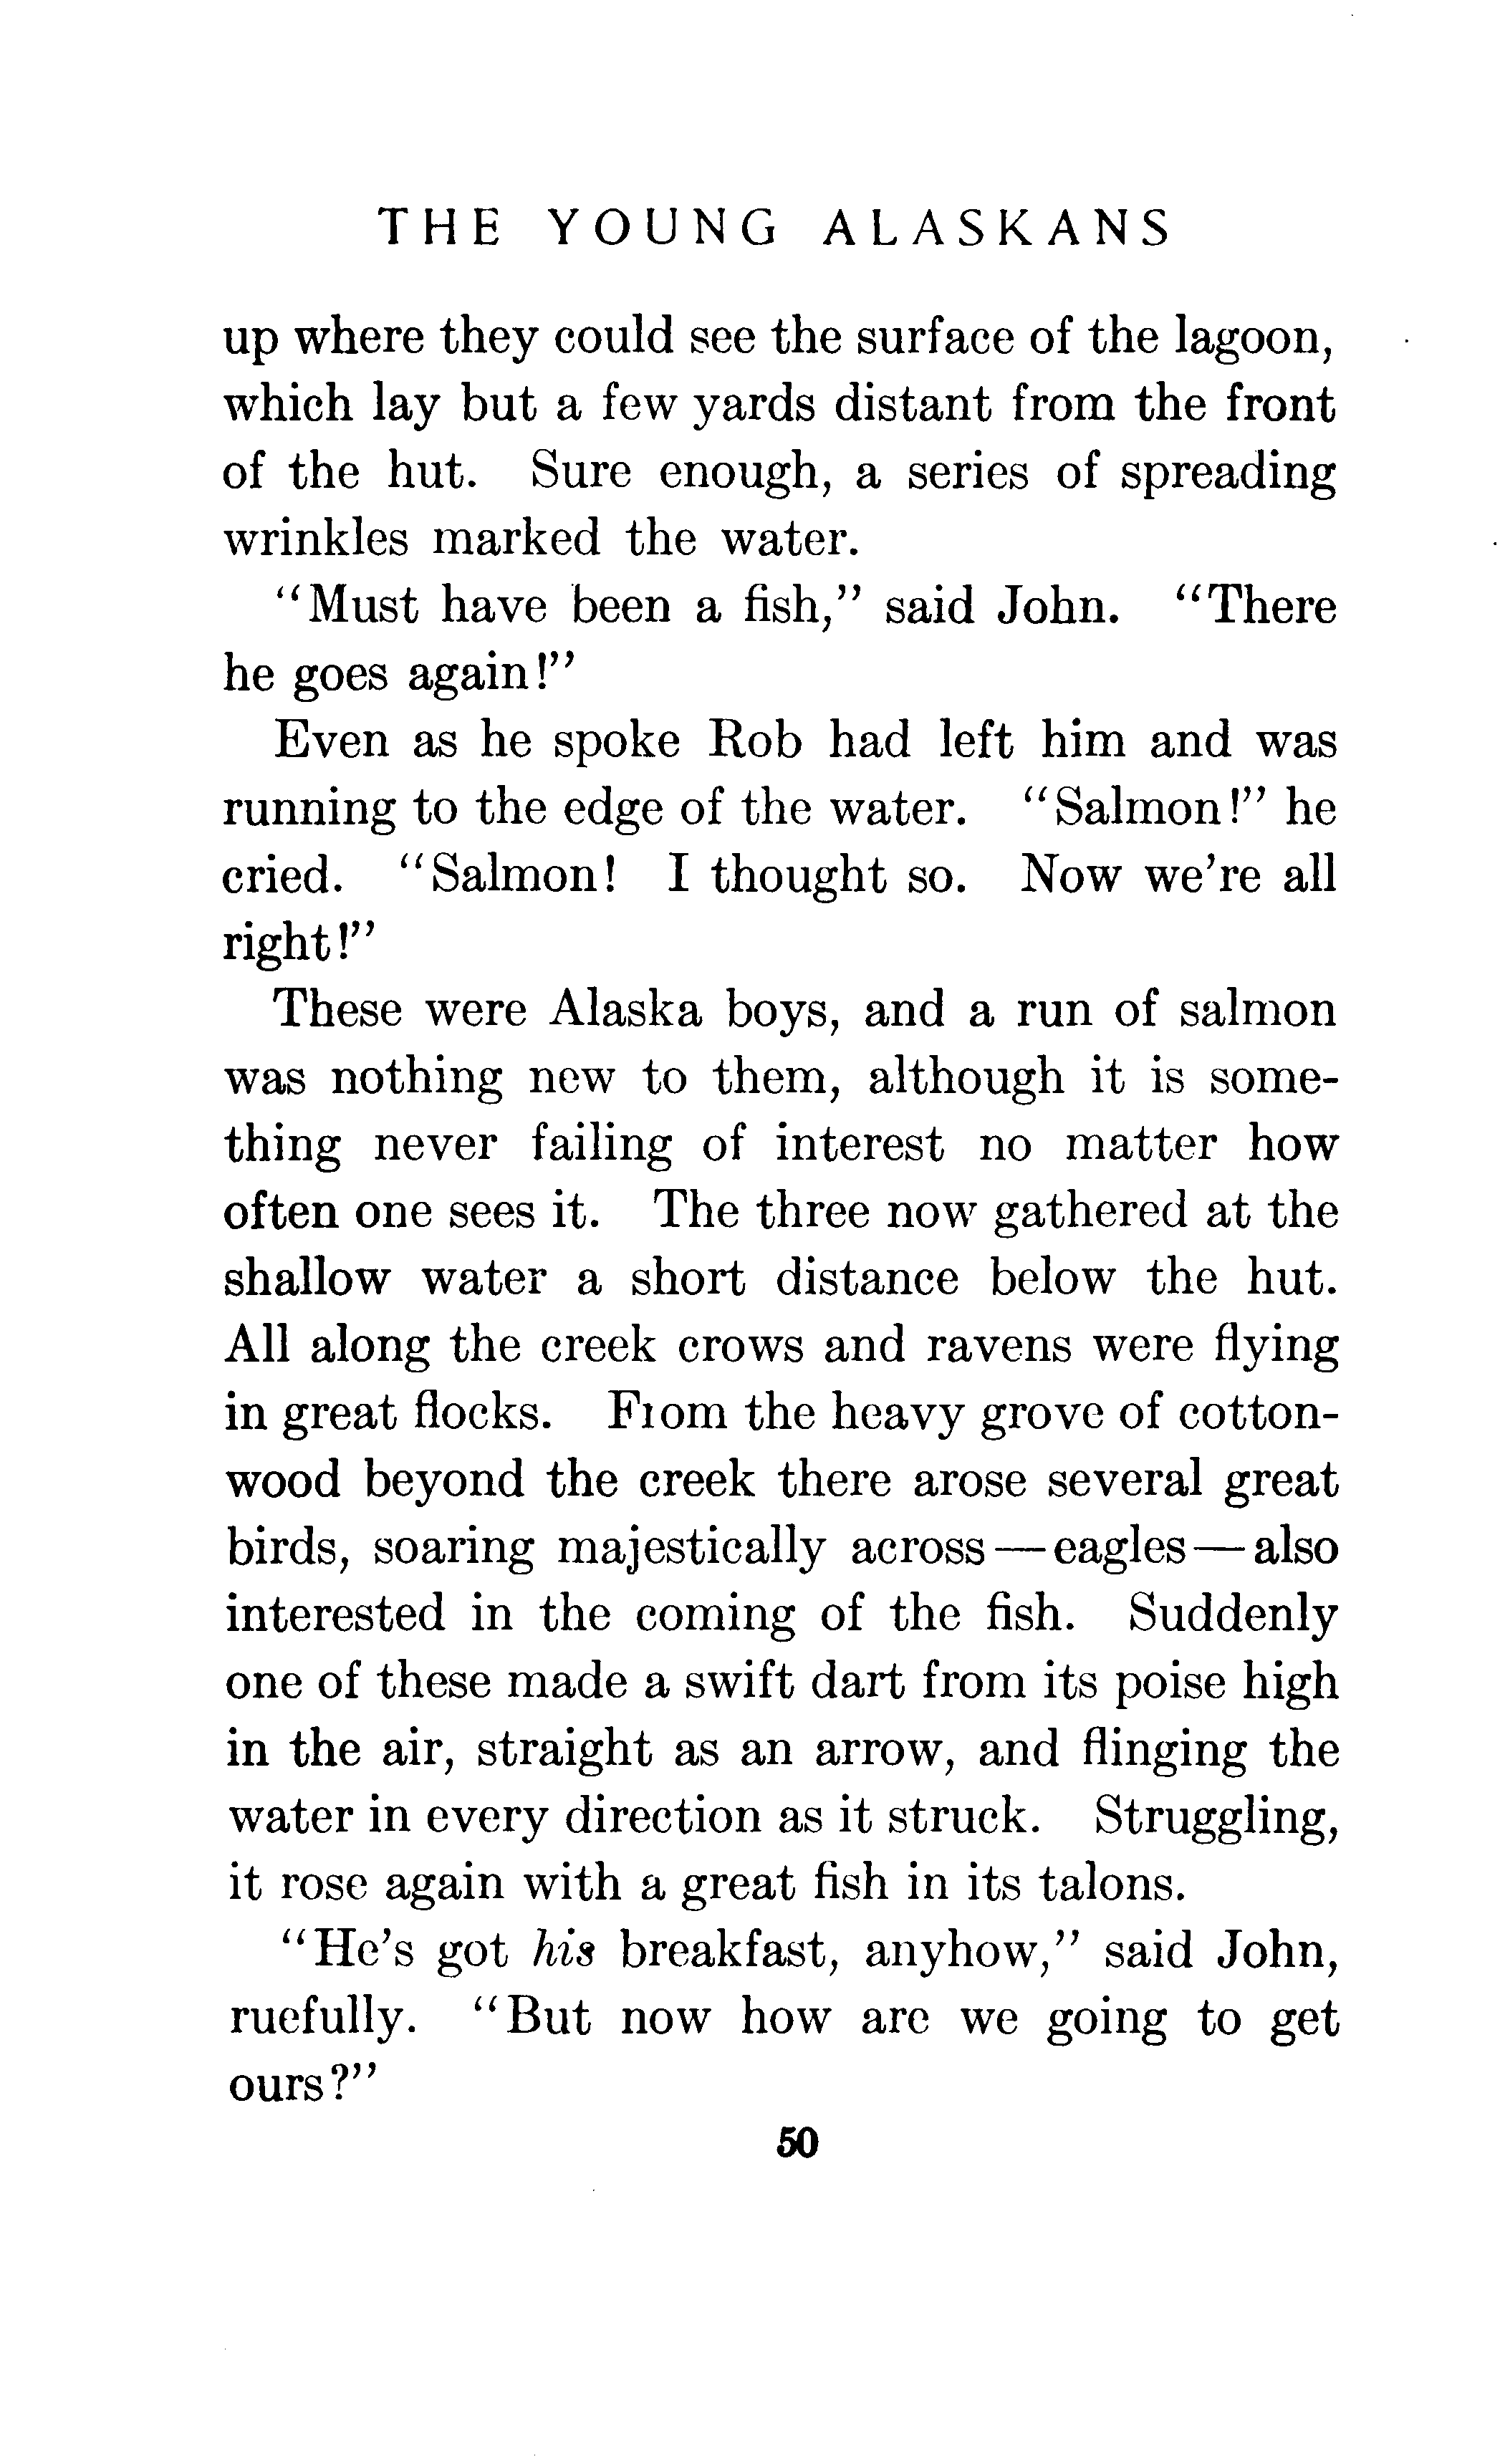 THE YOUNG ALASKANS
up where they could see the surface of the lagoon,
which lay but a few yards distant from the front
of the hut. Sure enough, a series of spreading
wrinkles marked the water.
"Must have been a fish," said John. "There
he goes again!"
Even as he spoke Rob had left him and was
running to the edge of the water. "Salmon!" he
cried. "Salmon! I thought so. Now we're all
right!"
These were Alaska boys, and a run of salmon
was nothing new to them, although it is some-
thing never failing of interest no matter how
often one sees it. The three now gathered at the
shallow water a short distance below the hut.
All along the creek crows and ravens were flying
in great flocks. From the heavy grove of cotton-
wood beyond the creek there arose several great
birds, soaring majestically across—eagles—also
interested in the coming of the fish. Suddenly
one of these made a swift dart from its poise high
in the air, straight as an arrow, and flinging the
water in every direction as it struck. Struggling,
it rose again with a great fish in its talons.
"He's got his breakfast, anyhow," said John,
ruefully. "But now how are we going to get
ours?"
50